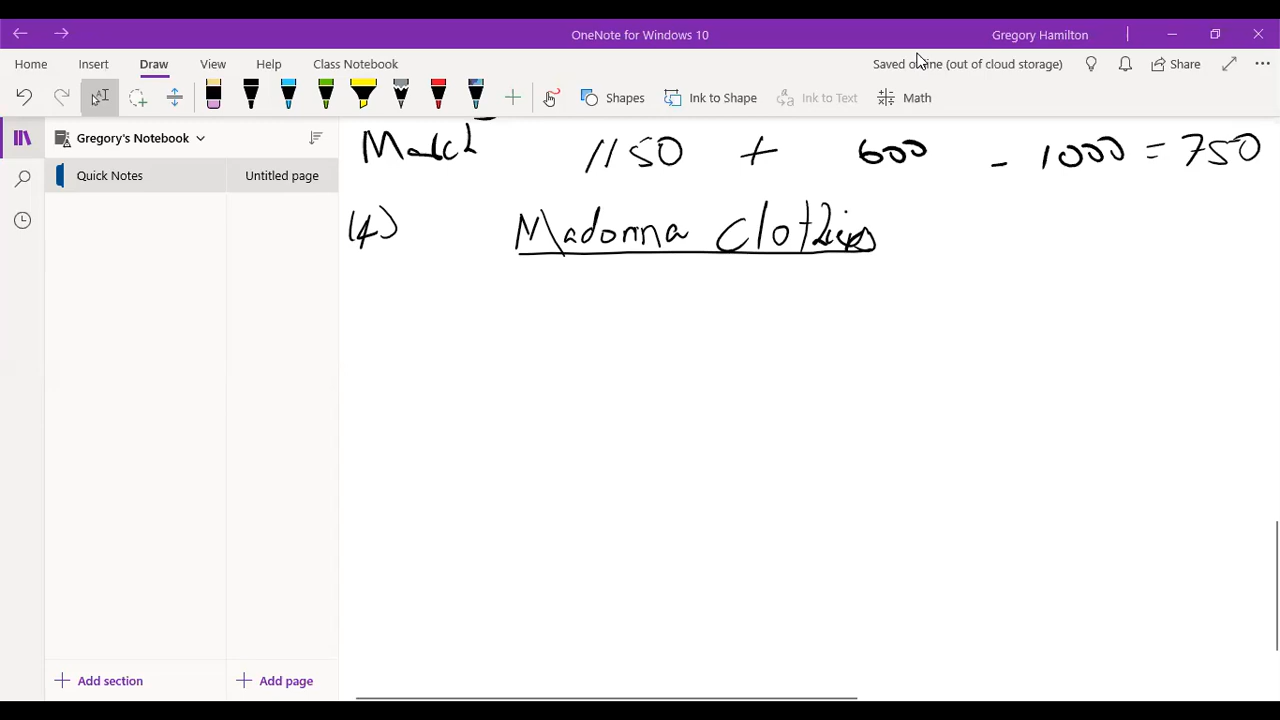 OneNote for Windows 10
Gregory Hamilton
Home Insert Draw View Help Class Notebook
Saved online (out of cloud storage)
Share
Shapes Ink to Shape Ink to Text Math
Gregory's Notebook
Quick Notes
Untitled page
March 1150 + 600 - 1000 = 750
(4) Madonna Clothing
Add section
Add page